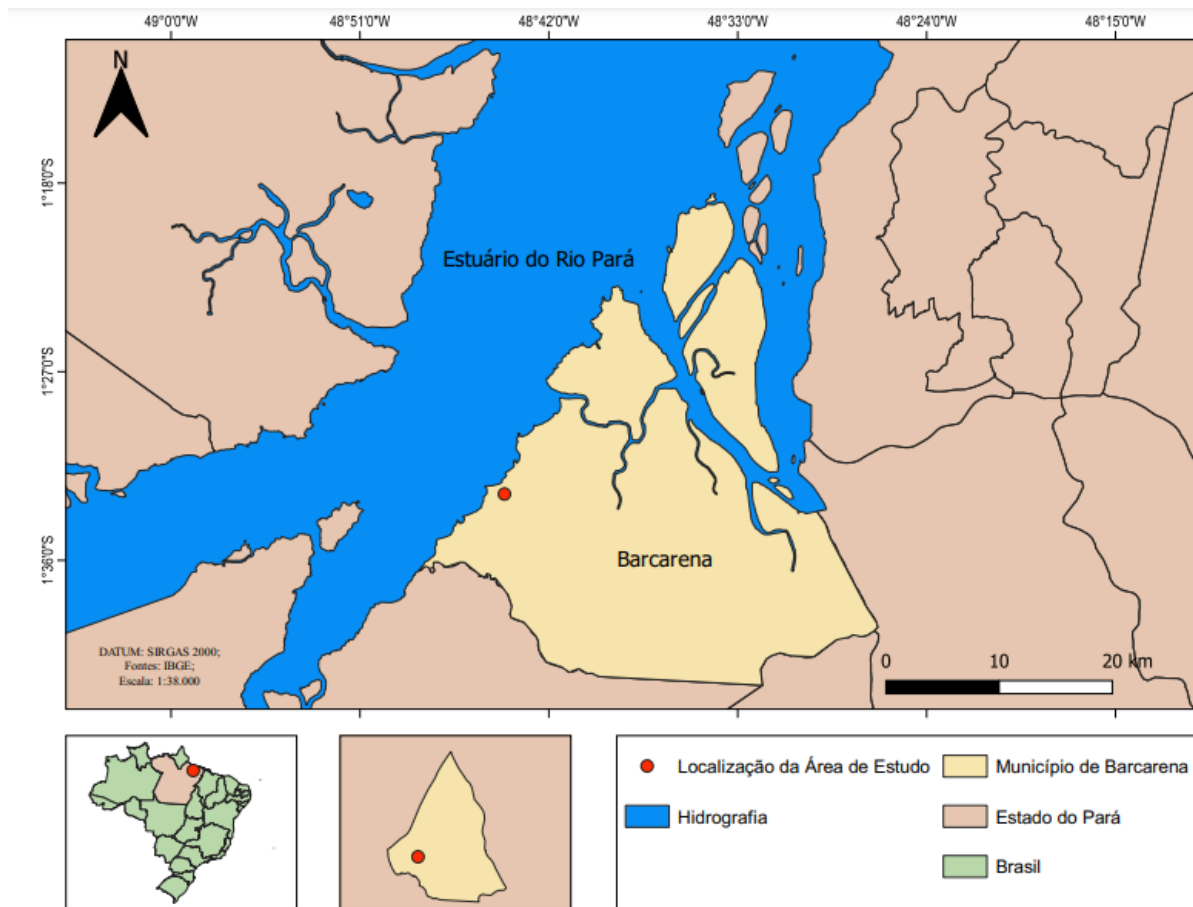 49°0'0"W
48°51'0"W
48°42'0"W
48°33'0"W
48°24'0"W
48°15'0"W
N
1°18'0"S
1°27'0"S
1°36'0"S
Estuário do Rio Pará
Barcarena
DATUM: SIRGAS 2000;
Fontes: IBGE;
Escala: 1:38.000
0 10 20 km
Localização da Área de Estudo
Hidrografia
Município de Barcarena
Estado do Pará
Brasil